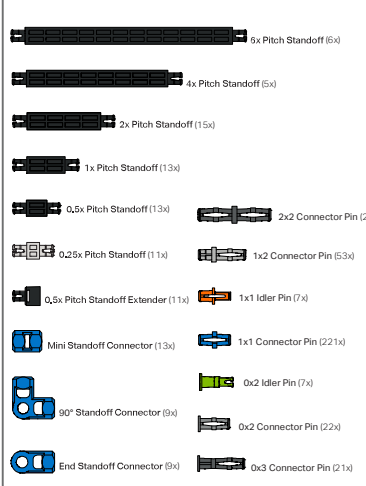 6x Pitch Standoff (6x)
4x Pitch Standoff (5x)
2x Pitch Standoff (15x)
1x Pitch Standoff (13x)
0.5x Pitch Standoff (13x)
0.25x Pitch Standoff (11x)
0.5x Pitch Standoff Extender (11x)
Mini Standoff Connector (13x)
90° Standoff Connector (9x)
End Standoff Connector (9x)
2x2 Connector Pin
1x2 Connector Pin (53x)
1x1 Idler Pin (7x)
1x1 Connector Pin (221x)
0x2 Idler Pin (7x)
0x2 Connector Pin (22x)
0x3 Connector Pin (21x)